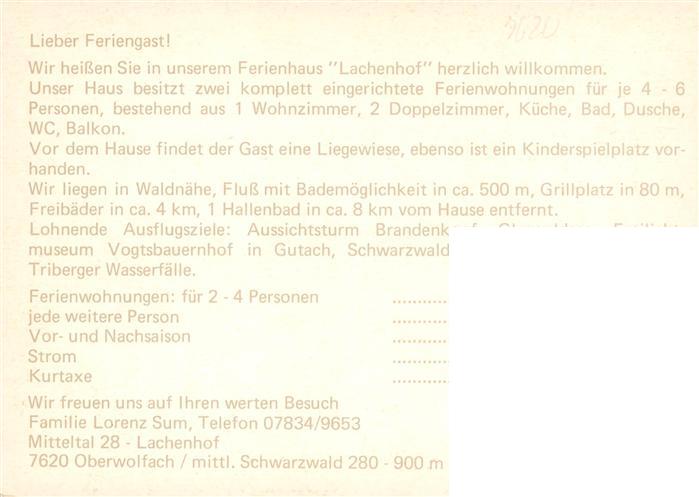 Lieber Feriengast!
Wir heißen Sie in unserem Ferienhaus "Lachenhof" herzlich willkommen.
Unser Haus besitzt zwei komplett eingerichtete Ferienwohnungen für je 4 - 6
Personen, bestehend aus 1 Wohnzimmer, 2 Doppelzimmer, Küche, Bad, Dusche,
WC, Balkon.
Vor dem Hause findet der Gast eine Liegewiese, ebenso ist ein Kinderspielplatz vor-
handen.
Wir liegen in Waldnähe, Fluß mit Bademöglichkeit in ca. 500 m, Grillplatz in 80 m,
Freibäder in ca. 4 km, 1 Hallenbad in ca. 8 km vom Hause entfernt.
Lohnende Ausflugsziele: Aussichtsturm
museum Vogtsbauernhof in Gutach, Schwarzwald
Triberger Wasserfälle.
Ferienwohnungen: für 2 - 4 Personen ............
jede weitere Person ............
Vor- und Nachsaison ............
Strom ............
Kurtaxe ............
Wir freuen uns auf Ihren werten Besuch
Familie Lorenz Sum, Telefon 07834/9653
Mitteltal 28 - Lachenhof
7620 Oberwolfach / mittl. Schwarzwald 280 - 900 m